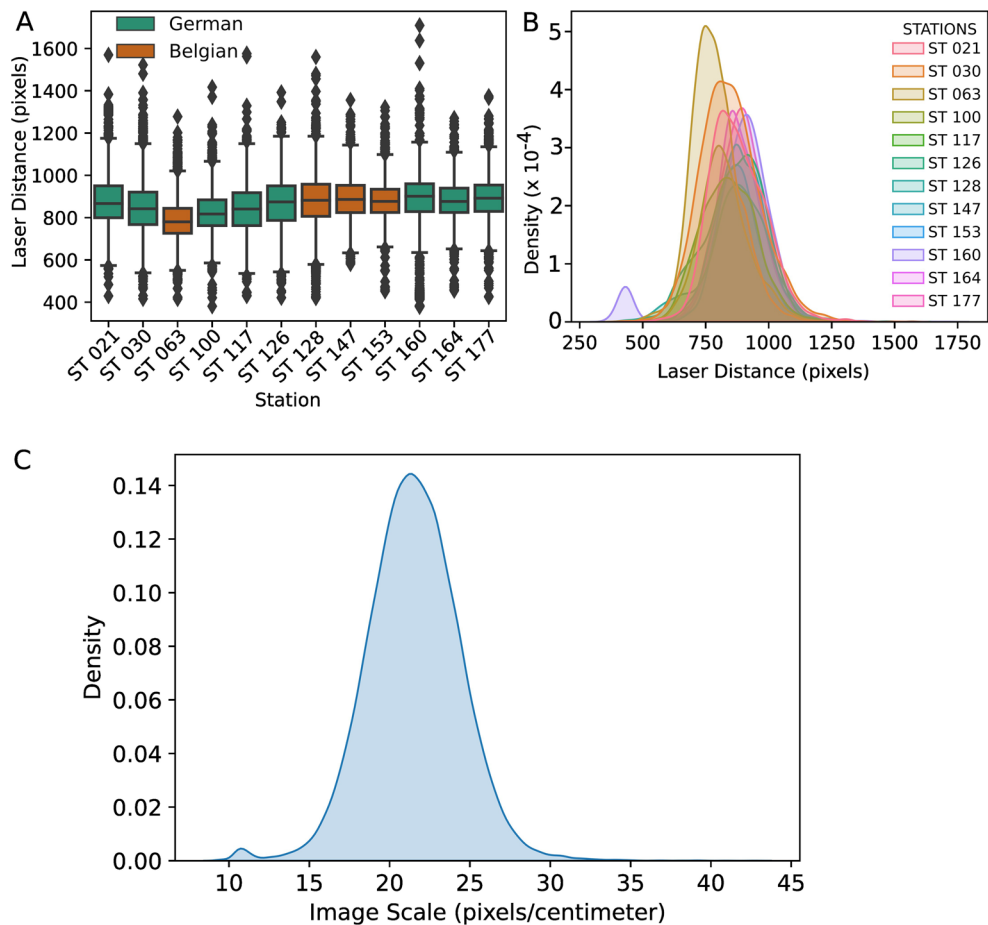 A
German
Belgian
Laser Distance (pixels)
1600
1400
1200
1000
800
600
400
ST 021
ST 030
ST 063
ST 100
ST 117
ST 126
ST 128
ST 147
ST 153
ST 160
ST 164
ST 177
Station
B
STATIONS
ST 021
ST 030
ST 063
ST 100
ST 117
ST 126
ST 128
ST 147
ST 153
ST 160
ST 164
ST 177
Density (x 10⁻⁴)
5
4
3
2
1
0
250
500
750
1000
1250
1500
1750
Laser Distance (pixels)
C
Density
0.14
0.12
0.10
0.08
0.06
0.04
0.02
0.00
10
15
20
25
30
35
40
45
Image Scale (pixels/centimeter)